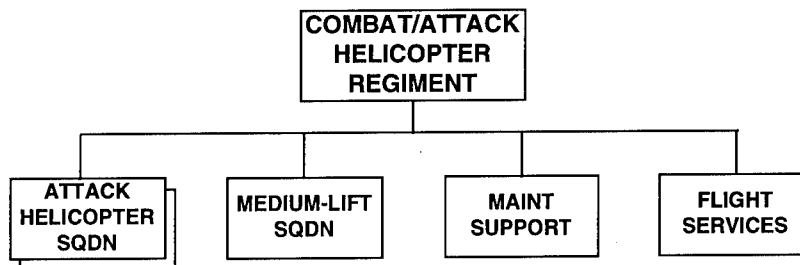 COMBAT/ATTACK
HELICOPTER
REGIMENT
ATTACK
HELICOPTER
SQDN
MEDIUM-LIFT
SQDN
MAINT
SUPPORT
FLIGHT
SERVICES